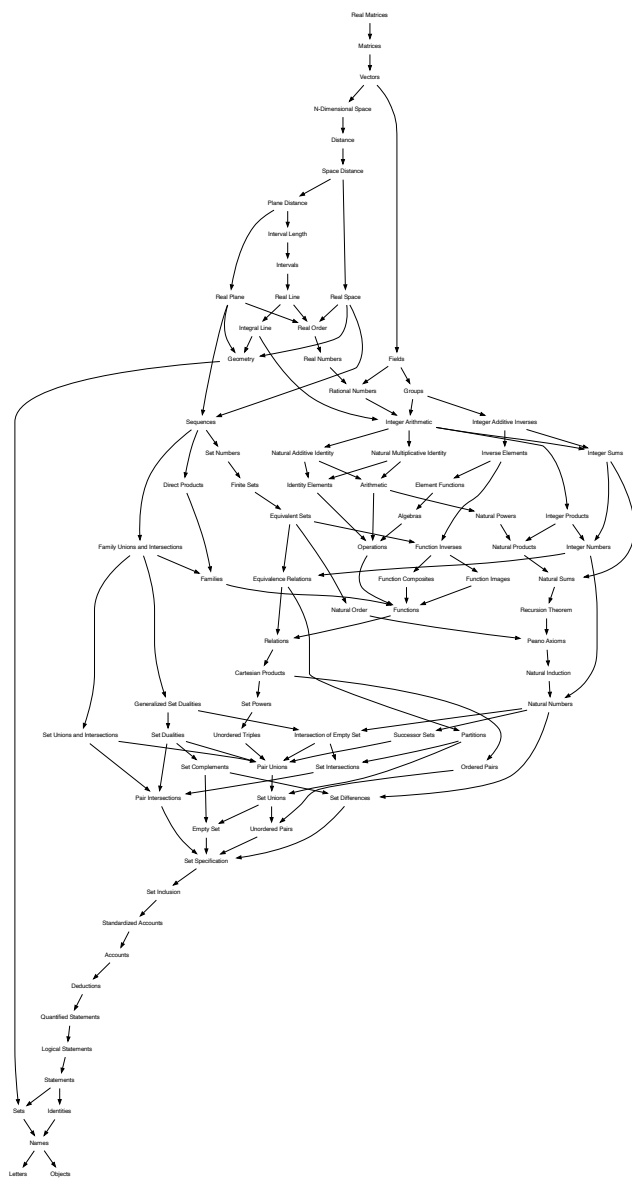 Real Matrices
Matrices
Vectors
N-Dimensional Space
Distance
Space Distance
Plane Distance
Interval Length
Intervals
Real Plane Real Line Real Space
Integral Line Real Order
Geometry Real Numbers Fields
Rational Numbers Groups
Sequences Integer Arithmetic Integer Additive Inverses
Set Numbers Natural Additive Identity Natural Multiplicative Identity Inverse Elements Integer Sums
Direct Products Finite Sets Identity Elements Arithmetic Element Functions
Equivalent Sets Algebras Natural Powers Integer Products
Family Unions and Intersections Operations Function Inverses Natural Products Integer Numbers
Families Equivalence Relations Function Composites Function Images Natural Sums
Natural Order Functions Recursion Theorem
Relations Peano Axioms
Cartesian Products Natural Induction
Generalized Set Dualities Set Powers Natural Numbers
Set Unions and Intersections Set Dualities Unordered Triples Intersection of Empty Set Successor Sets Partitions
Set Complements Pair Unions Set Intersections Ordered Pairs
Pair Intersections Set Unions Set Differences
Empty Set Unordered Pairs
Set Specification
Set Inclusion
Standardized Accounts
Accounts
Deductions
Quantified Statements
Logical Statements
Statements
Sets Identities
Names
Letters Objects